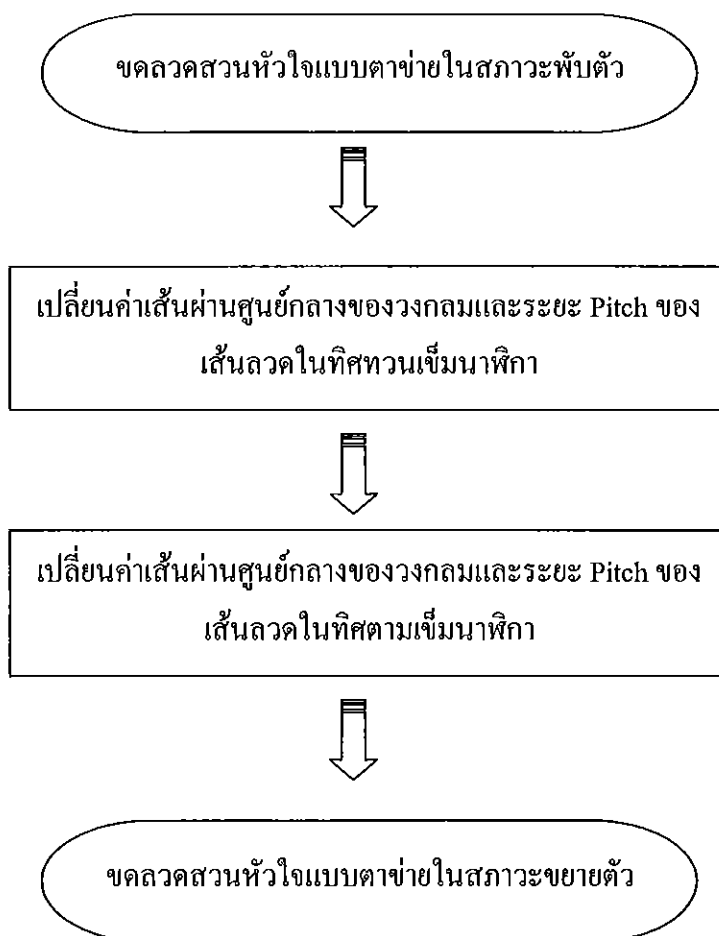 ขดลวดสวนหัวใจแบบตาข่ายในสภาวะพับตัว
เปลี่ยนค่าเส้นผ่านศูนย์กลางของวงกลมและระยะ Pitch ของ
เส้นลวดในทิศทวนเข็มนาฬิกา
เปลี่ยนค่าเส้นผ่านศูนย์กลางของวงกลมและระยะ Pitch ของ
เส้นลวดในทิศตามเข็มนาฬิกา
ขดลวดสวนหัวใจแบบตาข่ายในสภาวะขยายตัว